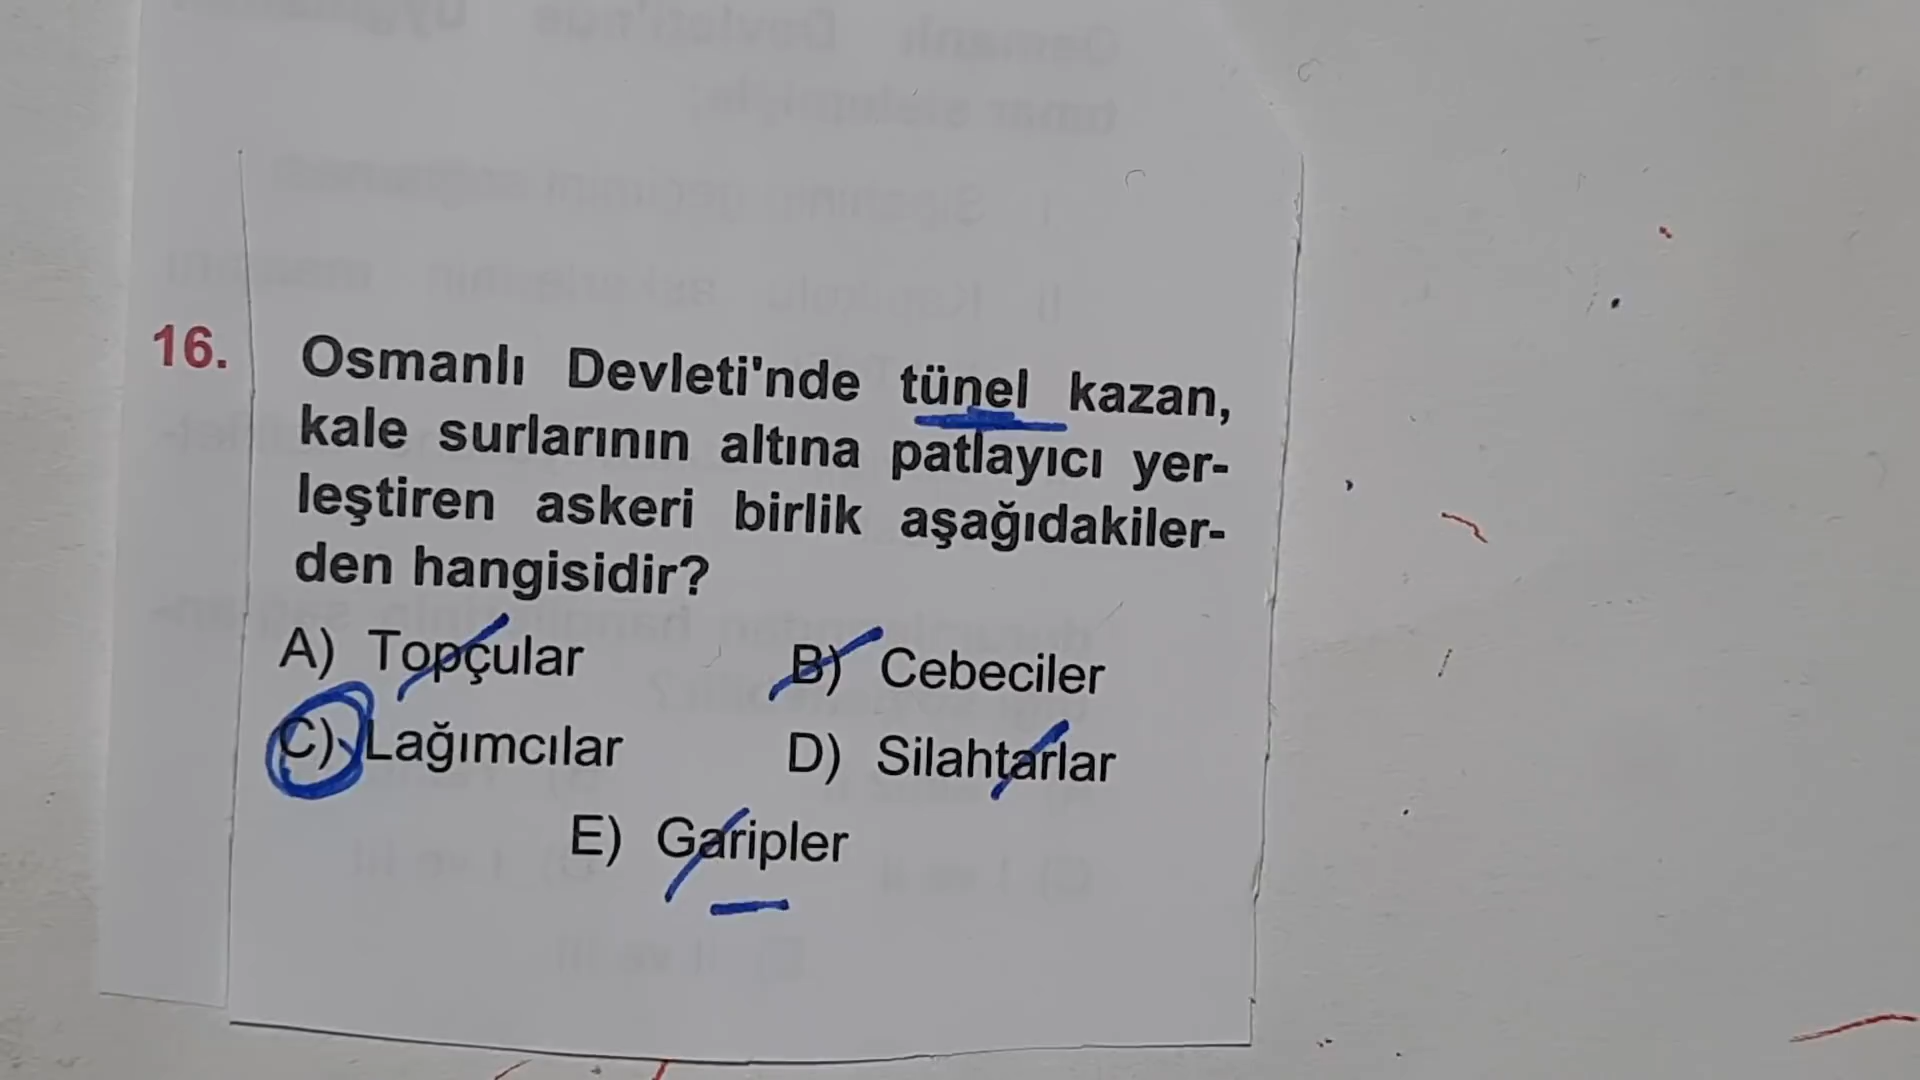 16. Osmanlı Devleti'nde tünel kazan,
kale surlarının altına patlayıcı yer-
leştiren askeri birlik aşağıdakiler-
den hangisidir?
A) Topçular B) Cebeciler
C) Lağımcılar D) Silahtarlar
E) Garipler